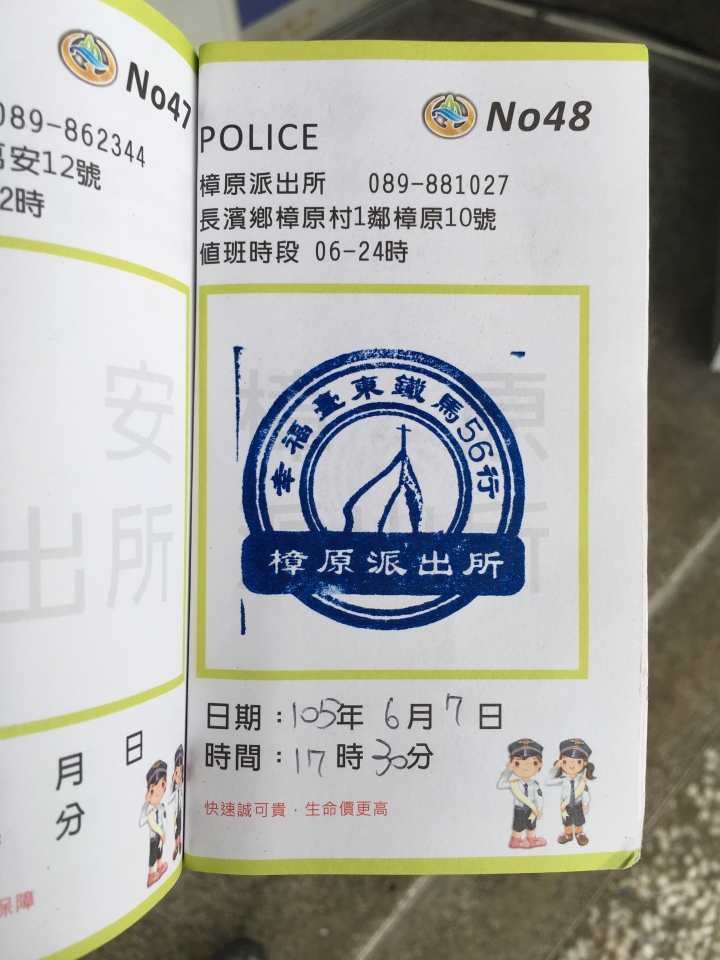 No47
089-862344
安12號
2時
月 日
分
保障
No48
POLICE
樟原派出所 089-881027
長濱鄉樟原村1鄰樟原10號
值班時段 06-24時
幸福臺東鐵馬56行
樟原派出所
日期：105年 6月7日
時間：17時30分
快速誠可貴．生命價更高